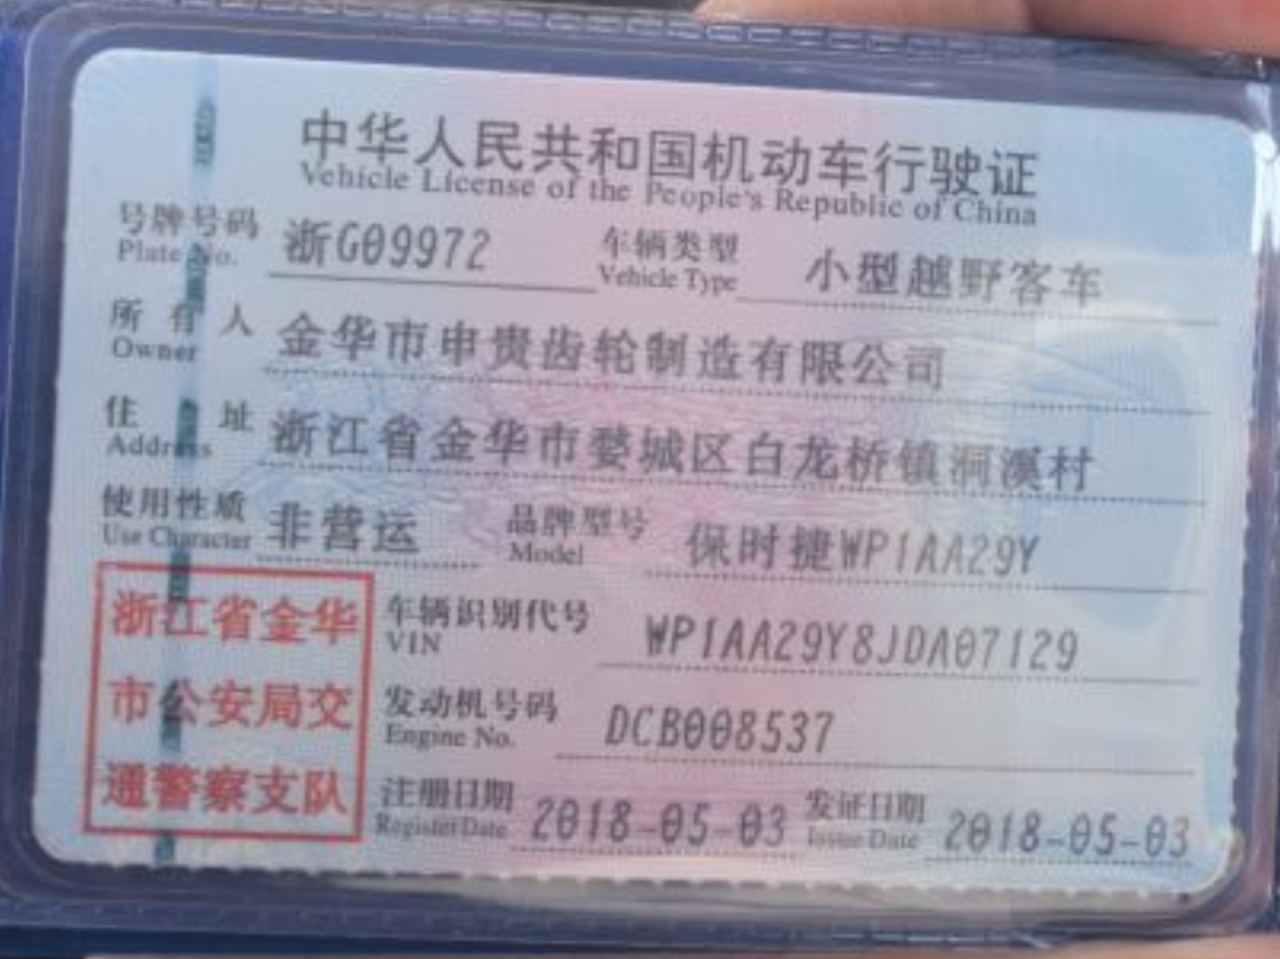 中华人民共和国机动车行驶证
Vehicle License of the People's Republic of China
号牌号码 浙G09972 车辆类型 小型越野客车
Plate No. Vehicle Type
所有人 金华市申贵齿轮制造有限公司
Owner
住址 浙江省金华市婺城区白龙桥镇洞溪村
Address
使用性质 非营运 品牌型号 保时捷WP1AA29Y
Use Character Model
浙江省金华
市公安局交
通警察支队
车辆识别代号 WP1AA29Y8JDA07129
VIN
发动机号码 DCB008537
Engine No.
注册日期 2018-05-03 发证日期 2018-05-03
Register Date Issue Date